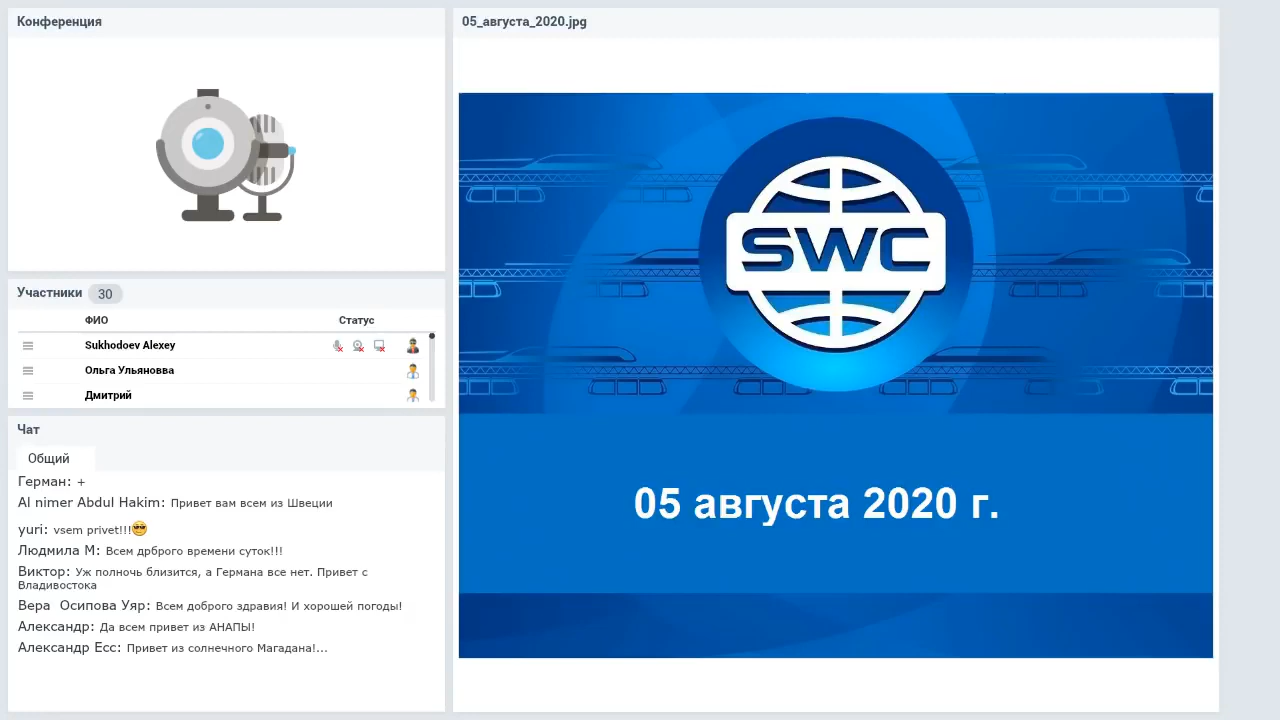 Конференция
05_августа_2020.jpg
SWC
05 августа 2020 г.
Участники 30
ФИО Статус
Sukhodoev Alexey
Ольга Ульяновва
Дмитрий
Чат
Общий
Герман: +
Al nimer Abdul Hakim: Привет вам всем из Швеции
yuri: vsem privet!!!😎
Людмила М: Всем дрброго времени суток!!!
Виктор: Уж полночь близится, а Германа все нет. Привет с
Владивостока
Вера  Осипова Уяр: Всем доброго здравия! И хорошей погоды!
Александр: Да всем привет из АНАПЫ!
Александр Есс: Привет из солнечного Магадана!...